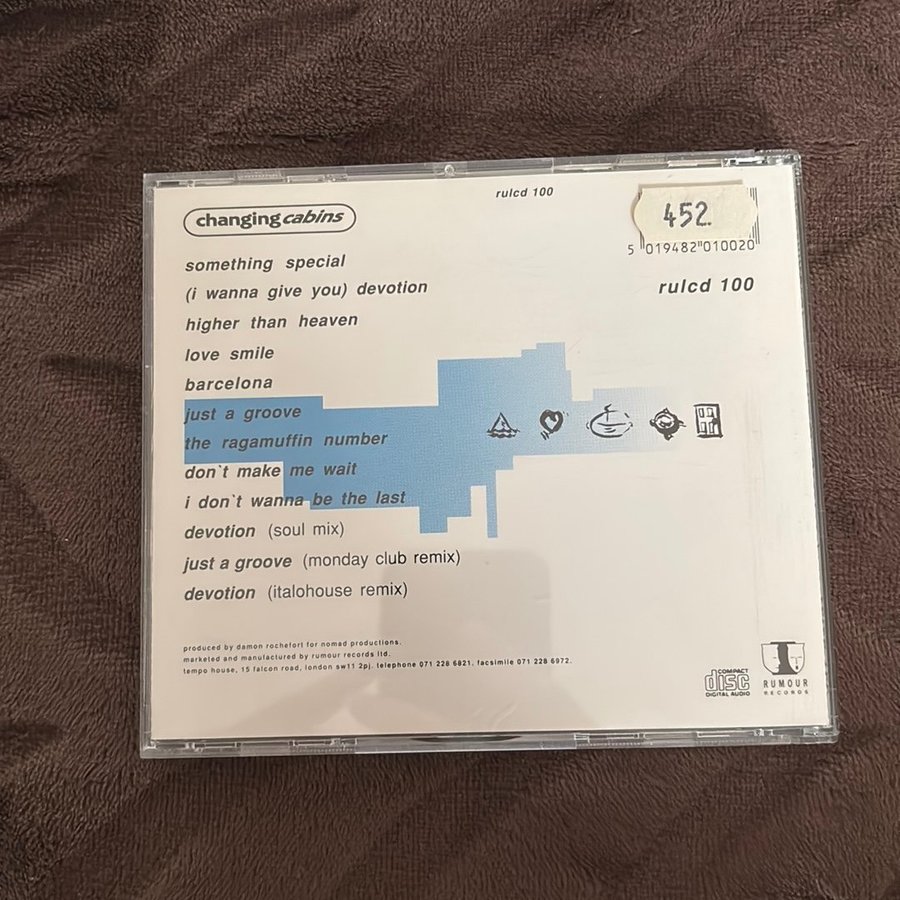 rulcd 100
changingcabins
452
5 019482 010020
rulcd 100
something special
(i wanna give you) devotion
higher than heaven
love smile
barcelona
just a groove
the ragamuffin number
don`t make me wait
i don`t wanna be the last
devotion (soul mix)
just a groove (monday club remix)
devotion (italohouse remix)
produced by damon rochefort for nomad productions.
marketed and manufactured by rumour records ltd.
tempo house, 15 falcon road, london sw11 2pj. telephone 071 228 6821. facsimile 071 228 6972.
COMPACT
disc
DIGITAL AUDIO
RUMOUR
RECORDS